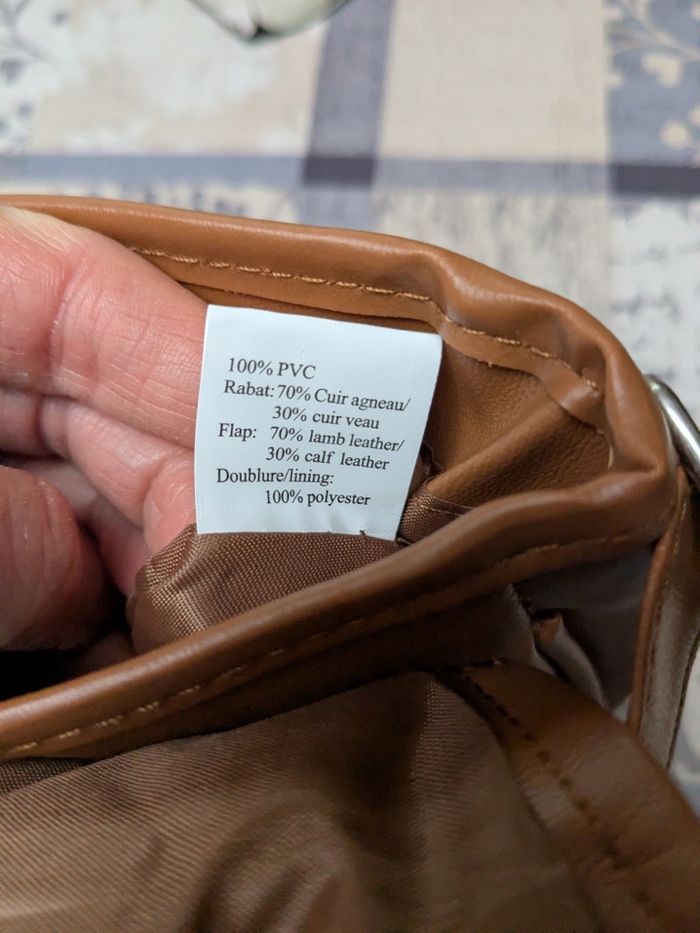 100% PVC
Rabat: 70% Cuir agneau/
30% cuir veau
Flap: 70% lamb leather/
30% calf leather
Doublure/lining:
100% polyester